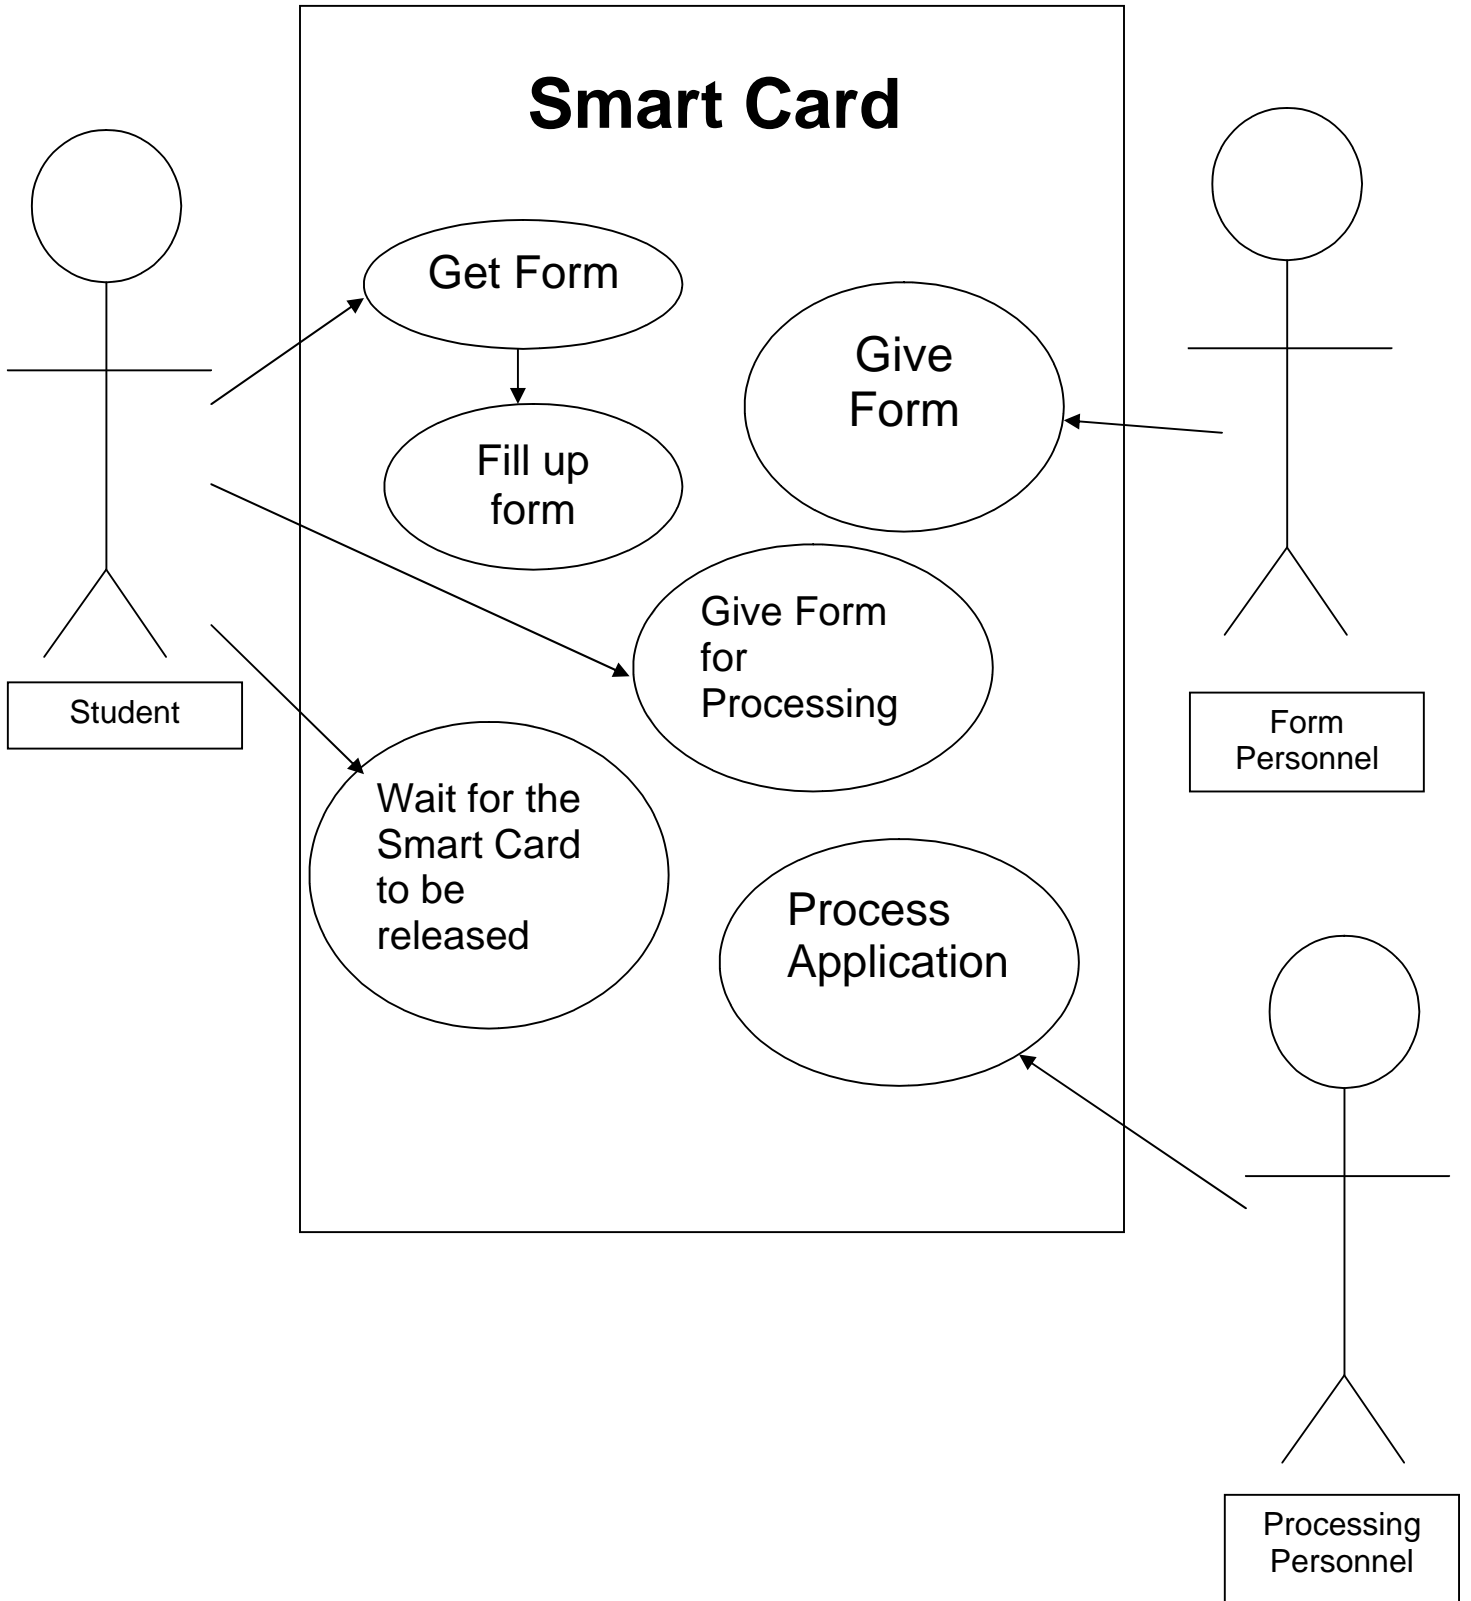 Smart Card
Get Form
Give
Form
Fill up
form
Give Form
for
Processing
Student
Form
Personnel
Wait for the
Smart Card
to be
released
Process
Application
Processing
Personnel